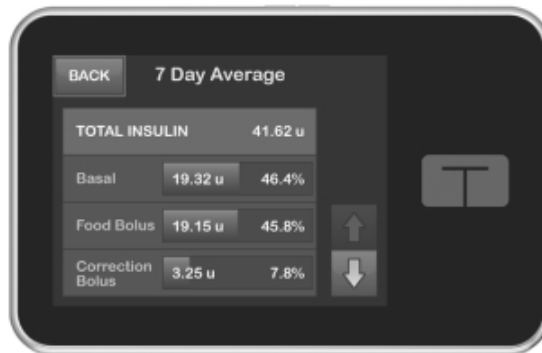 BACK
7 Day Average
TOTAL INSULIN 41.62 u
Basal 19.32 u 46.4%
Food Bolus 19.15 u 45.8%
Correction
Bolus 3.25 u 7.8%